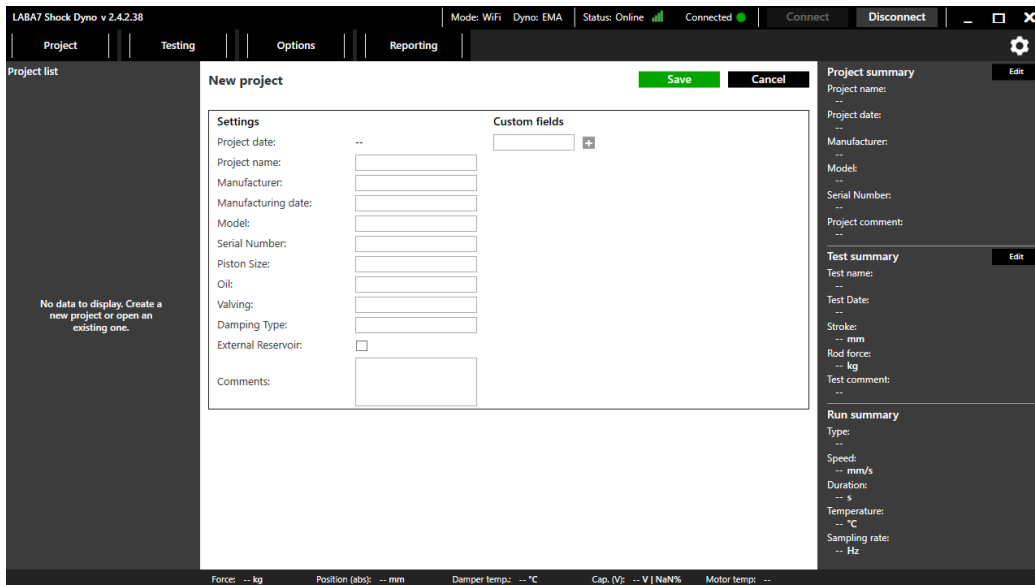 LABA7 Shock Dyno v 2.4.2.38
Mode: WiFi Dyno: EMA Status: Online Connected Connect Disconnect
Project Testing Options Reporting
Project list
No data to display. Create a
new project or open an
existing one.
New project Save Cancel
Settings Custom fields
Project date: --
Project name:
Manufacturer:
Manufacturing date:
Model:
Serial Number:
Piston Size:
Oil:
Valving:
Damping Type:
External Reservoir:
Comments:
Project summary Edit
Project name:
--
Project date:
--
Manufacturer:
--
Model:
--
Serial Number:
--
Project comment:
--
Test summary Edit
Test name:
--
Test Date:
--
Stroke:
-- mm
Rod force:
-- kg
Test comment:
--
Run summary
Type:
--
Speed:
-- mm/s
Duration:
-- s
Temperature:
-- °C
Sampling rate:
-- Hz
Force: -- kg Position (abs): -- mm Damper temp.: -- °C Cap. (V): -- V | NaN% Motor temp: --